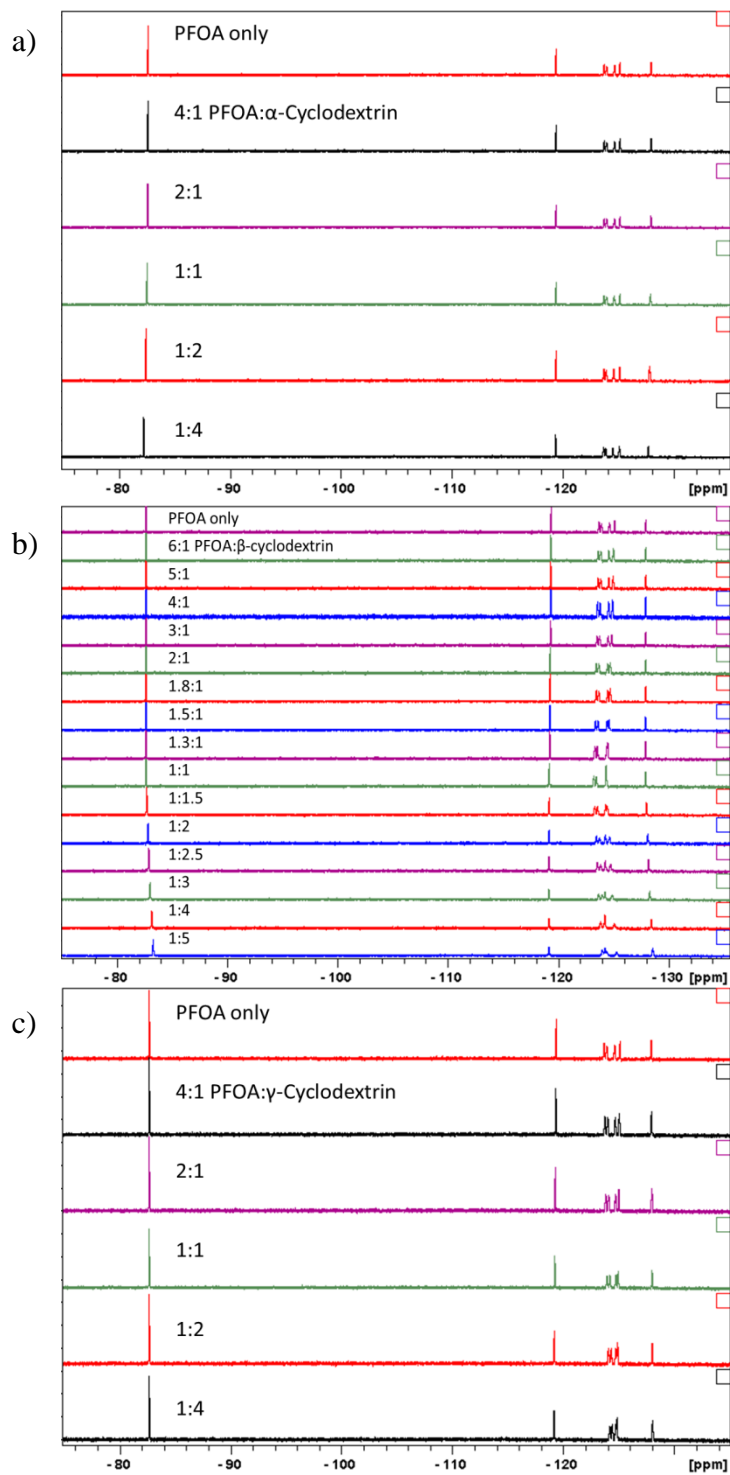 a)
PFOA only
4:1 PFOA:α-Cyclodextrin
2:1
1:1
1:2
1:4
-80 -90 -100 -110 -120 [ppm]
b)
PFOA only
6:1 PFOA:β-cyclodextrin
5:1
4:1
3:1
2:1
1.8:1
1.5:1
1.3:1
1:1
1:1.5
1:2
1:2.5
1:3
1:4
1:5
-80 -90 -100 -110 -120 -130 [ppm]
c)
PFOA only
4:1 PFOA:γ-Cyclodextrin
2:1
1:1
1:2
1:4
-80 -90 -100 -110 -120 [ppm]